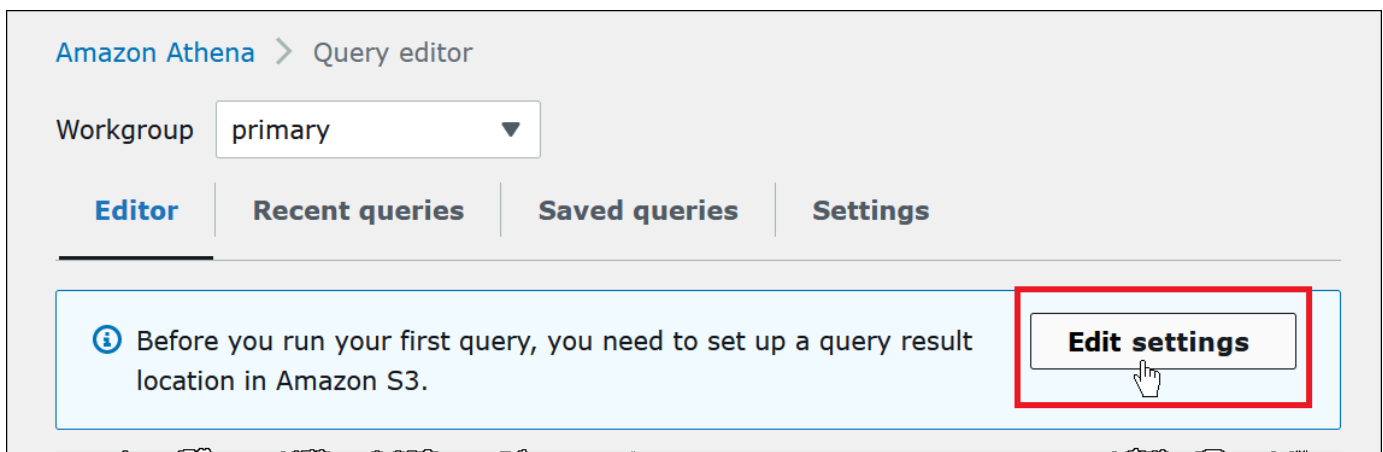 Amazon Athena > Query editor
Workgroup primary
Editor Recent queries Saved queries Settings
Before you run your first query, you need to set up a query result
location in Amazon S3.
Edit settings